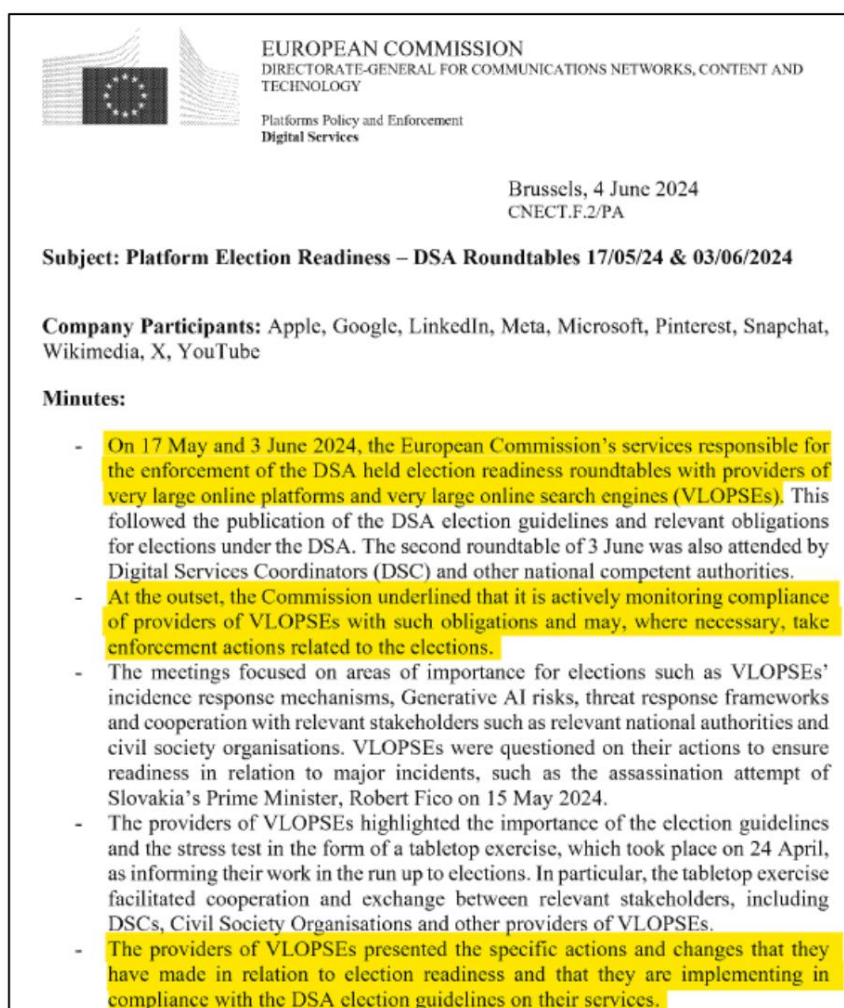 EUROPEAN COMMISSION
DIRECTORATE-GENERAL FOR COMMUNICATIONS NETWORKS, CONTENT AND
TECHNOLOGY
Platforms Policy and Enforcement
Digital Services
Brussels, 4 June 2024
CNECT.F.2/PA
Subject: Platform Election Readiness – DSA Roundtables 17/05/24 & 03/06/2024
Company Participants: Apple, Google, LinkedIn, Meta, Microsoft, Pinterest, Snapchat,
Wikimedia, X, YouTube
Minutes:
- On 17 May and 3 June 2024, the European Commission's services responsible for
the enforcement of the DSA held election readiness roundtables with providers of
very large online platforms and very large online search engines (VLOPSEs). This
followed the publication of the DSA election guidelines and relevant obligations
for elections under the DSA. The second roundtable of 3 June was also attended by
Digital Services Coordinators (DSC) and other national competent authorities.
- At the outset, the Commission underlined that it is actively monitoring compliance
of providers of VLOPSEs with such obligations and may, where necessary, take
enforcement actions related to the elections.
- The meetings focused on areas of importance for elections such as VLOPSEs'
incidence response mechanisms, Generative AI risks, threat response frameworks
and cooperation with relevant stakeholders such as relevant national authorities and
civil society organisations. VLOPSEs were questioned on their actions to ensure
readiness in relation to major incidents, such as the assassination attempt of
Slovakia's Prime Minister, Robert Fico on 15 May 2024.
- The providers of VLOPSEs highlighted the importance of the election guidelines
and the stress test in the form of a tabletop exercise, which took place on 24 April,
as informing their work in the run up to elections. In particular, the tabletop exercise
facilitated cooperation and exchange between relevant stakeholders, including
DSCs, Civil Society Organisations and other providers of VLOPSEs.
- The providers of VLOPSEs presented the specific actions and changes that they
have made in relation to election readiness and that they are implementing in
compliance with the DSA election guidelines on their services.